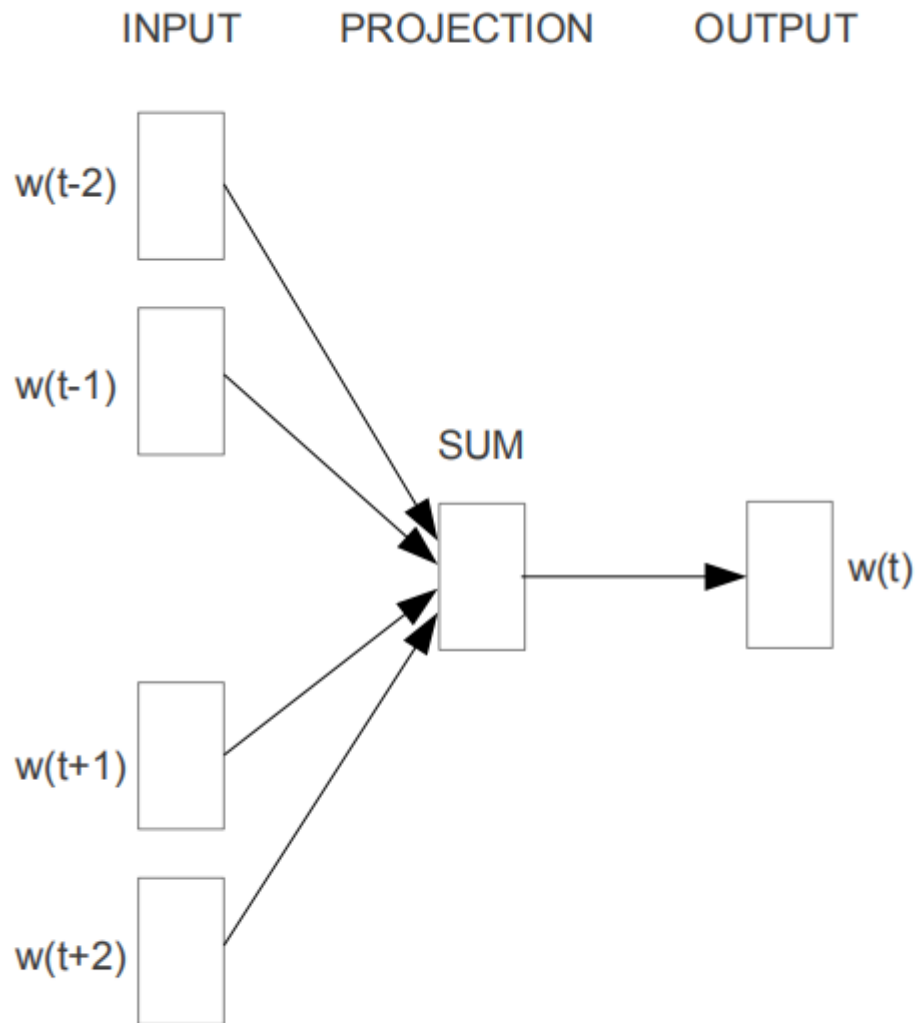 INPUT PROJECTION OUTPUT
w(t-2)
w(t-1)
SUM
w(t)
w(t+1)
w(t+2)